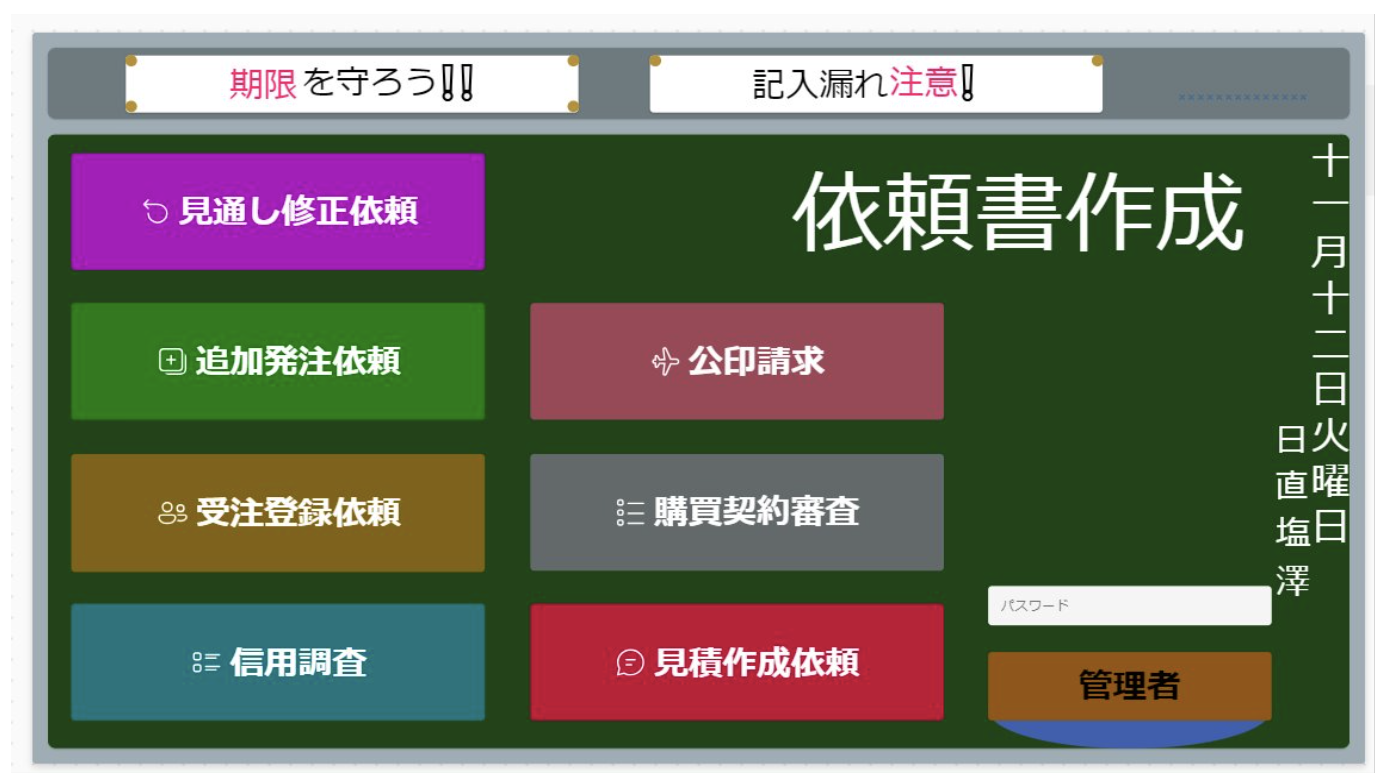 期限を守ろう!!
記入漏れ注意!
××××××××××××××
依頼書作成
十一月十二日火曜日
日直塩澤
見通し修正依頼
追加発注依頼
公印請求
受注登録依頼
購買契約審査
信用調査
見積作成依頼
パスワード
管理者